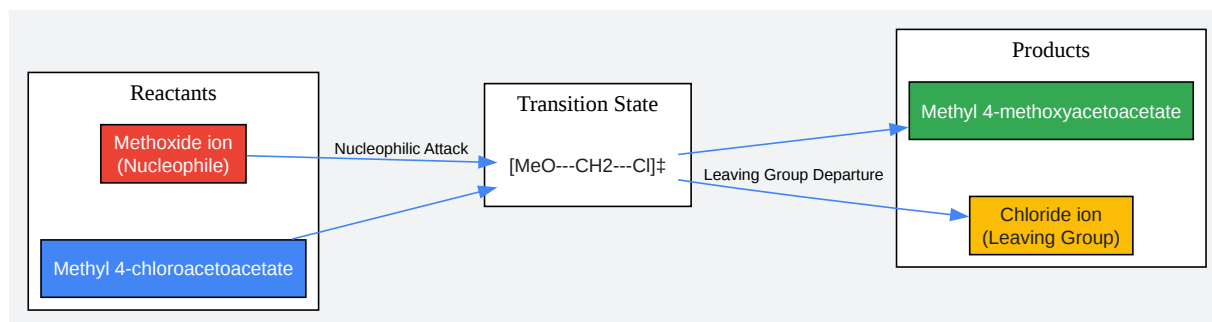 Reactants
Methoxide ion
(Nucleophile)
Methyl 4-chloroacetoacetate
Nucleophilic Attack
Transition State
[MeO---CH2---Cl]‡
Leaving Group Departure
Products
Methyl 4-methoxyacetoacetate
Chloride ion
(Leaving Group)